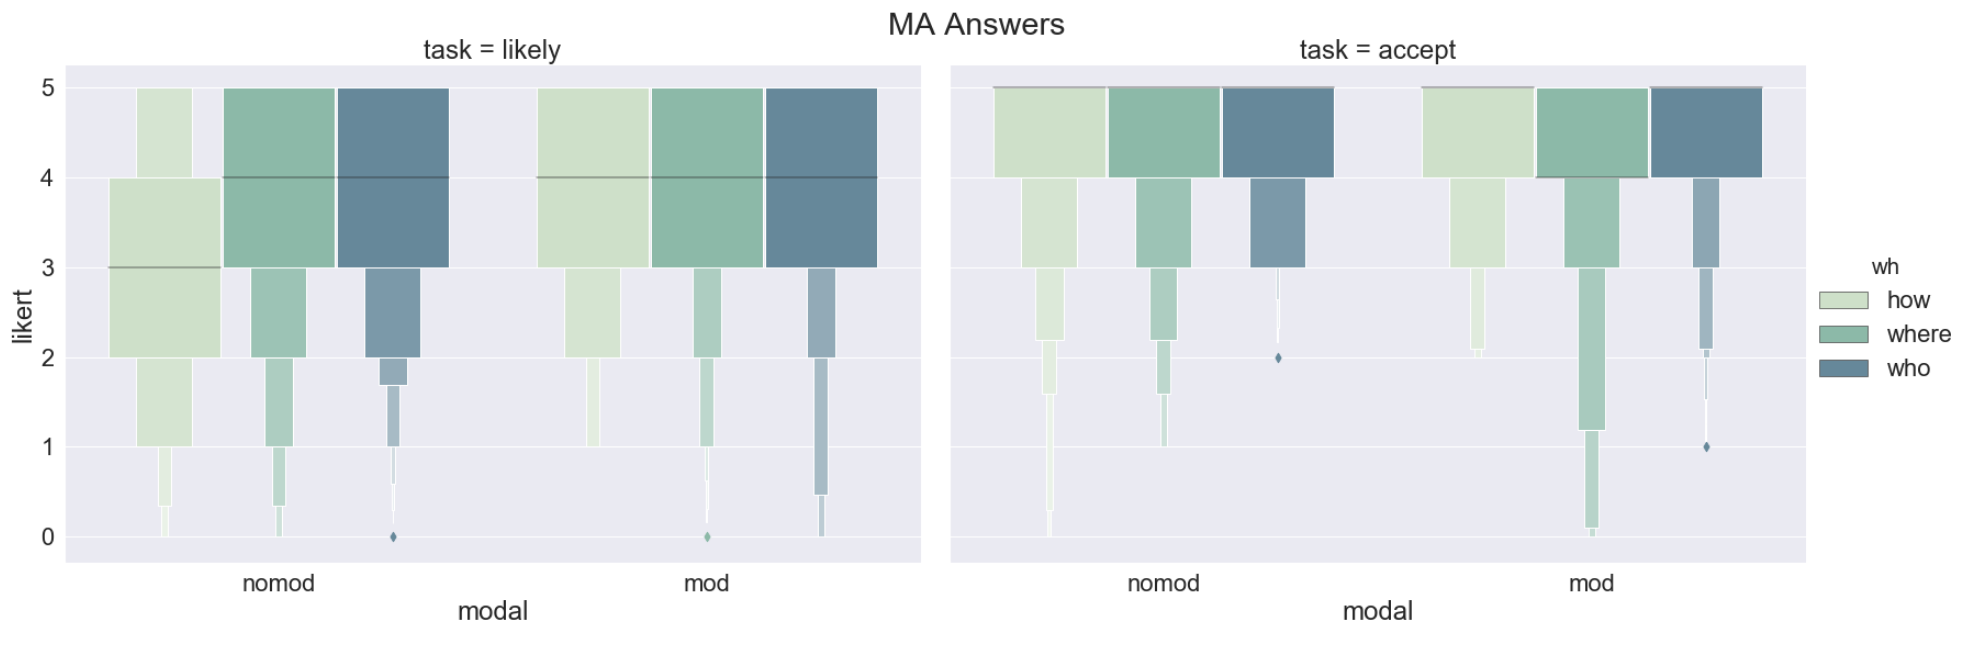 MA Answers
task = likely
task = accept
likert
5
4
3
2
1
0
nomod
mod
modal
nomod
mod
modal
wh
how
where
who